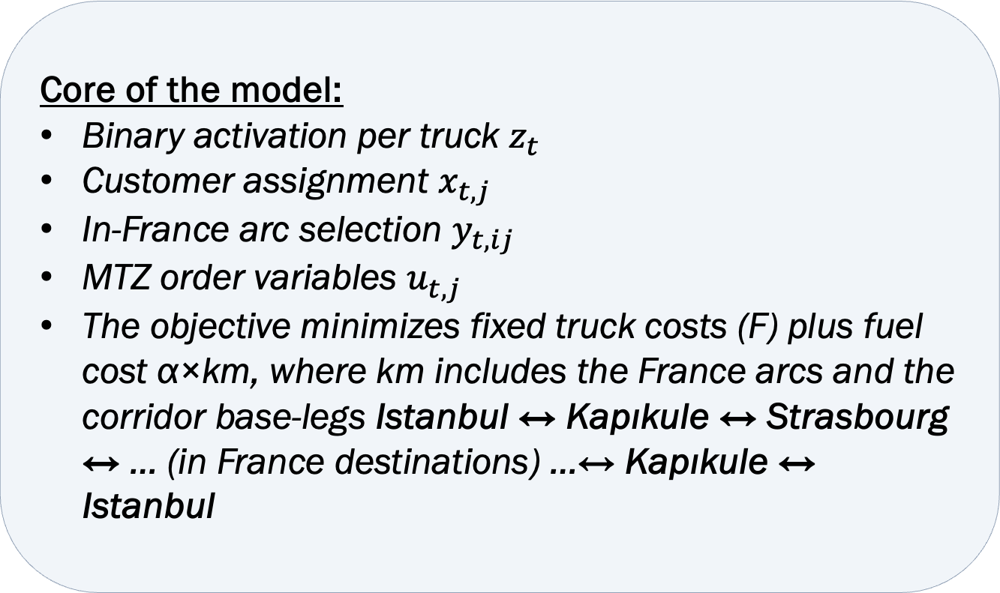 Core of the model:
• Binary activation per truck z_t
• Customer assignment x_{t,j}
• In-France arc selection y_{t,ij}
• MTZ order variables u_{t,j}
• The objective minimizes fixed truck costs (F) plus fuel
cost α×km, where km includes the France arcs and the
corridor base-legs Istanbul ↔ Kapıkule ↔ Strasbourg
↔ ... (in France destinations) ...↔ Kapıkule ↔
Istanbul